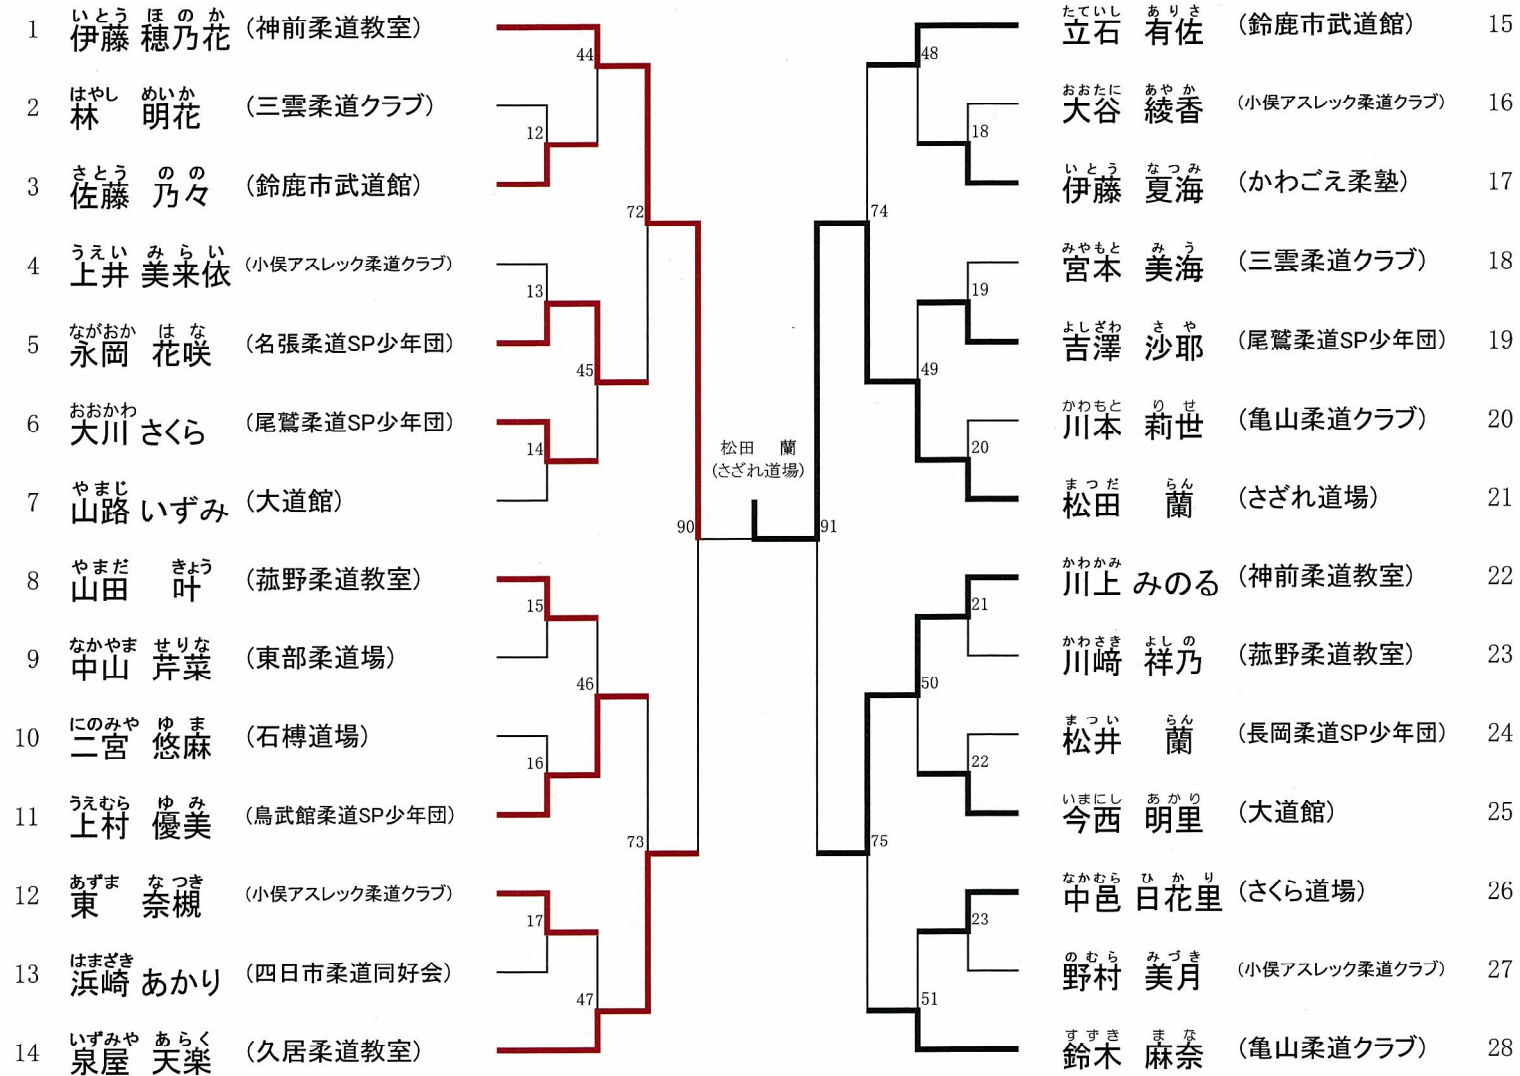 いとう ほのか
1 伊藤 穂乃花 (神前柔道教室)
はやし めいか
2 林 明花 (三雲柔道クラブ)
さとう のの
3 佐藤 乃々 (鈴鹿市武道館)
うえい みらい
4 上井 美来依 (小俣アスレック柔道クラブ)
ながおか はな
5 永岡 花咲 (名張柔道SP少年団)
おおかわ
6 大川 さくら (尾鷲柔道SP少年団)
やまじ
7 山路 いずみ (大道館)
やまだ きょう
8 山田 叶 (菰野柔道教室)
なかやま せりな
9 中山 芹菜 (東部柔道場)
にのみや ゆま
10 二宮 悠麻 (石榑道場)
うえむら ゆみ
11 上村 優美 (鳥武館柔道SP少年団)
あずま なつき
12 東 奈槻 (小俣アスレック柔道クラブ)
はまざき
13 浜崎 あかり (四日市柔道同好会)
いずみや あらく
14 泉屋 天楽 (久居柔道教室)
44
12
72
13
45
14
90
15
46
16
73
17
47
松田 蘭
(さざれ道場)
48
18
74
19
49
20
91
21
50
22
75
23
51
たていし ありさ
立石 有佐 (鈴鹿市武道館) 15
おおたに あやか
大谷 綾香 (小俣アスレック柔道クラブ) 16
いとう なつみ
伊藤 夏海 (かわごえ柔塾) 17
みやもと みう
宮本 美海 (三雲柔道クラブ) 18
よしざわ さや
吉澤 沙耶 (尾鷲柔道SP少年団) 19
かわもと りせ
川本 莉世 (亀山柔道クラブ) 20
まつだ らん
松田 蘭 (さざれ道場) 21
かわかみ
川上 みのる (神前柔道教室) 22
かわさき よしの
川﨑 祥乃 (菰野柔道教室) 23
まつい らん
松井 蘭 (長岡柔道SP少年団) 24
いまにし あかり
今西 明里 (大道館) 25
なかむら ひかり
中邑 日花里 (さくら道場) 26
のむら みづき
野村 美月 (小俣アスレック柔道クラブ) 27
すずき まな
鈴木 麻奈 (亀山柔道クラブ) 28